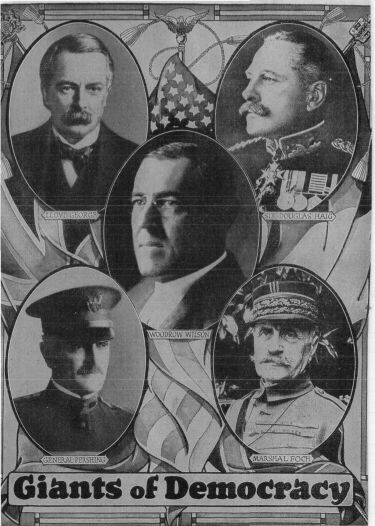 LLOYD GEORGE
SIR DOUGLAS HAIG
WOODROW WILSON
GENERAL PERSHING
MARSHAL FOCH
Giants of Democracy